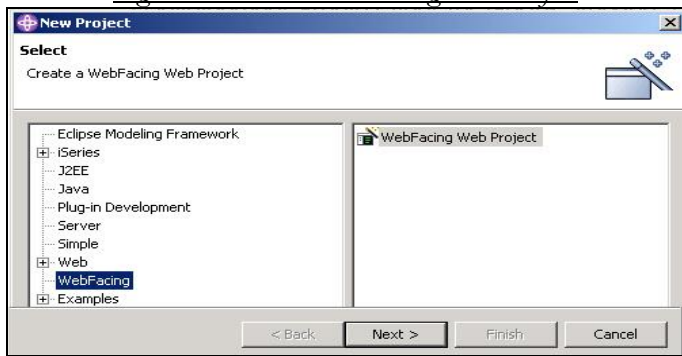 New Project
Select
Create a WebFacing Web Project
Eclipse Modeling Framework
iSeries
J2EE
Java
Plug-in Development
Server
Simple
Web
WebFacing
Examples
WebFacing Web Project
< Back
Next >
Finish
Cancel